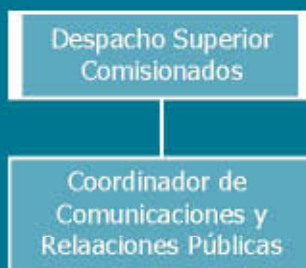 Despacho Superior
Comisionados
Coordinador de
Comunicaciones y
Relaaciones Públicas